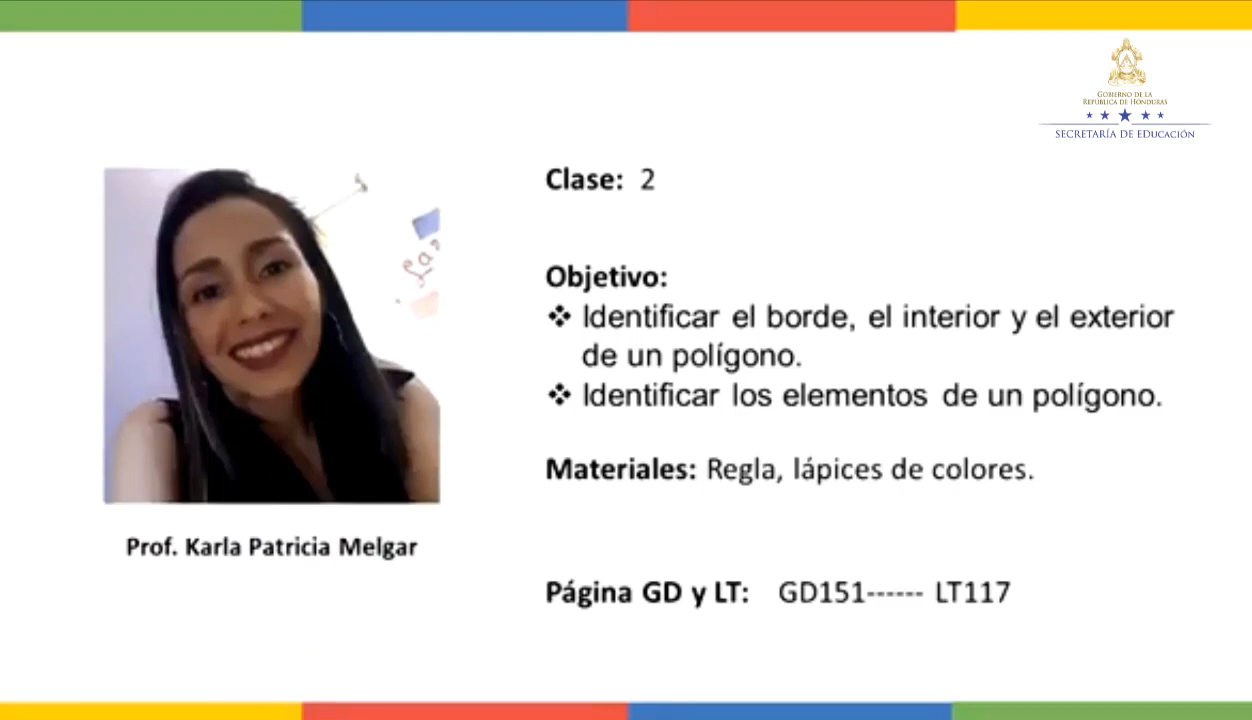 GOBIERNO DE LA
REPÚBLICA DE HONDURAS
SECRETARÍA DE EDUCACIÓN
Clase: 2
Objetivo:
❖ Identificar el borde, el interior y el exterior
de un polígono.
❖ Identificar los elementos de un polígono.
Materiales: Regla, lápices de colores.
Prof. Karla Patricia Melgar
Página GD y LT: GD151------ LT117